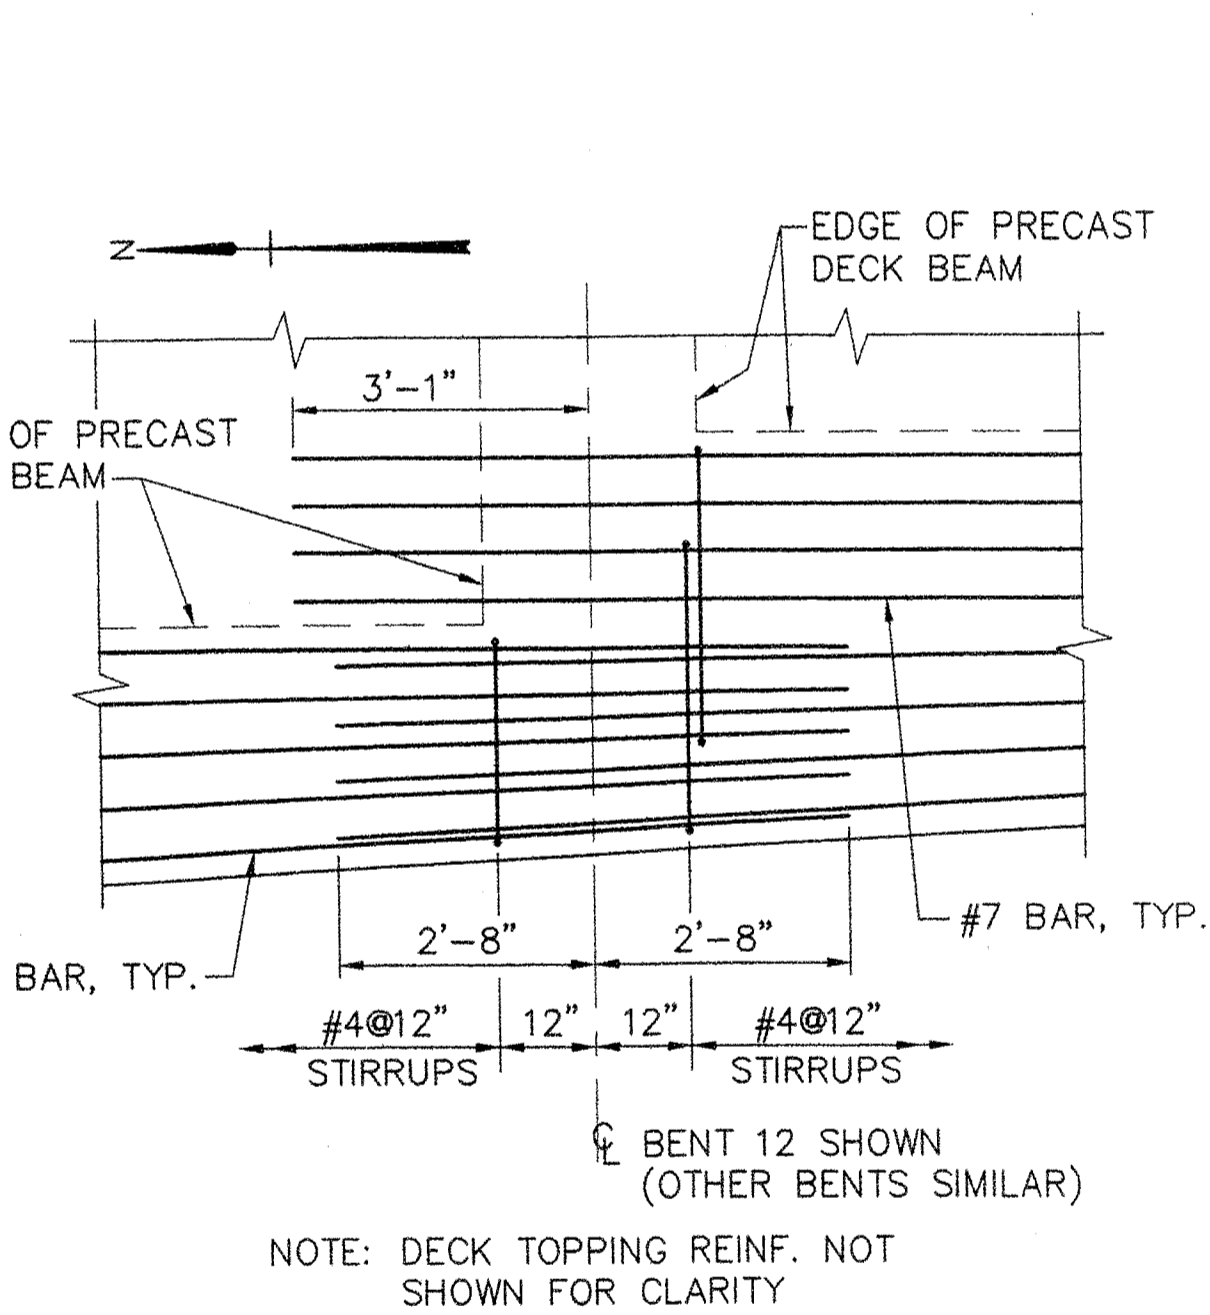 N
EDGE OF PRECAST
DECK BEAM
3'-1"
OF PRECAST
BEAM
#7 BAR, TYP.
2'-8"
2'-8"
BAR, TYP.
#4@12"
12"
12"
#4@12"
STIRRUPS
STIRRUPS
℄ BENT 12 SHOWN
(OTHER BENTS SIMILAR)
NOTE: DECK TOPPING REINF. NOT
SHOWN FOR CLARITY